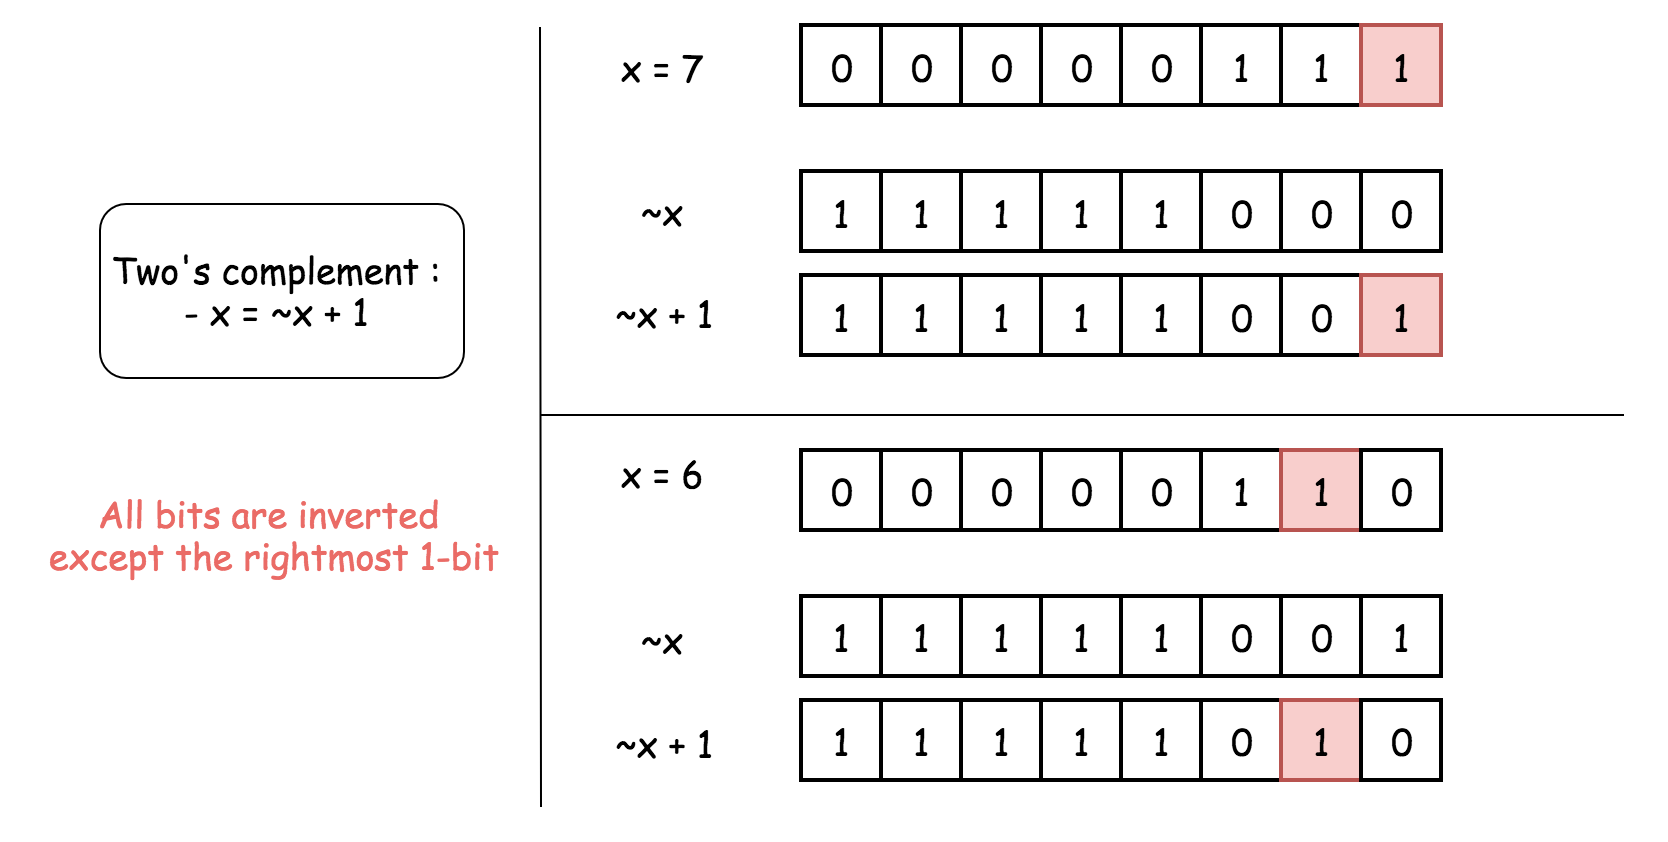 x = 7
0 0 0 0 0 1 1 1
~x
1 1 1 1 1 0 0 0
~x + 1
1 1 1 1 1 0 0 1
Two's complement :
- x = ~x + 1
x = 6
0 0 0 0 0 1 1 0
~x
1 1 1 1 1 0 0 1
~x + 1
1 1 1 1 1 0 1 0
All bits are inverted
except the rightmost 1-bit